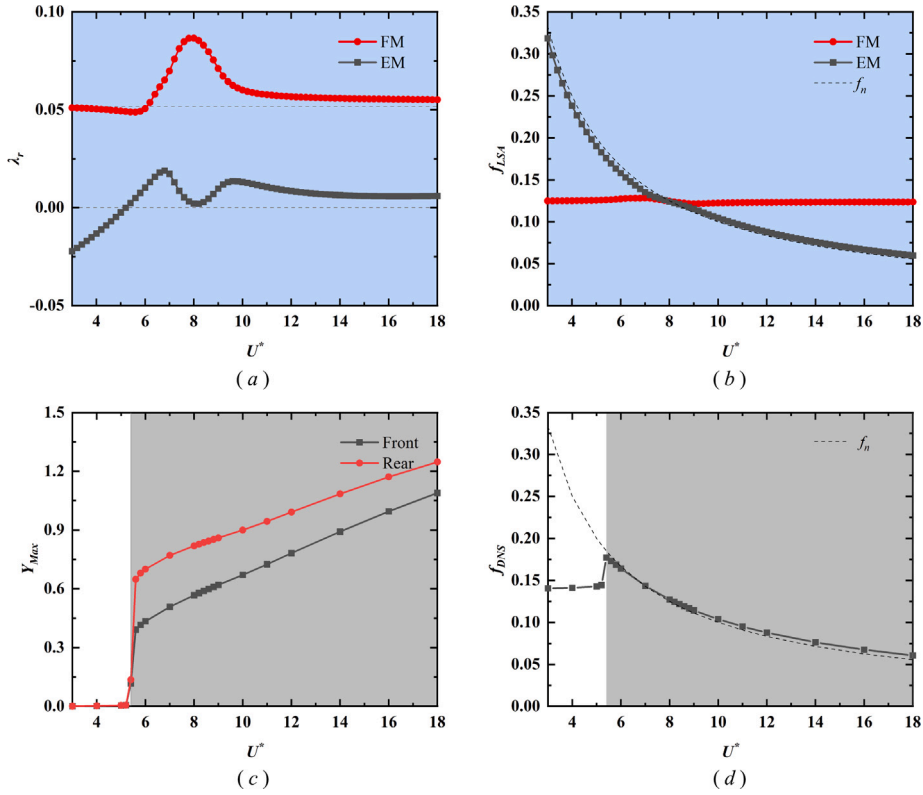 0.10
0.05
0.00
-0.05
λr
FM
EM
4 6 8 10 12 14 16 18
U*
(a)
0.35
0.30
0.25
0.20
0.15
0.10
0.05
0.00
fLSA
FM
EM
fn
4 6 8 10 12 14 16 18
U*
(b)
1.5
1.2
0.9
0.6
0.3
0.0
YMax
Front
Rear
4 6 8 10 12 14 16 18
U*
(c)
0.35
0.30
0.25
0.20
0.15
0.10
0.05
0.00
fDNS
fn
4 6 8 10 12 14 16 18
U*
(d)